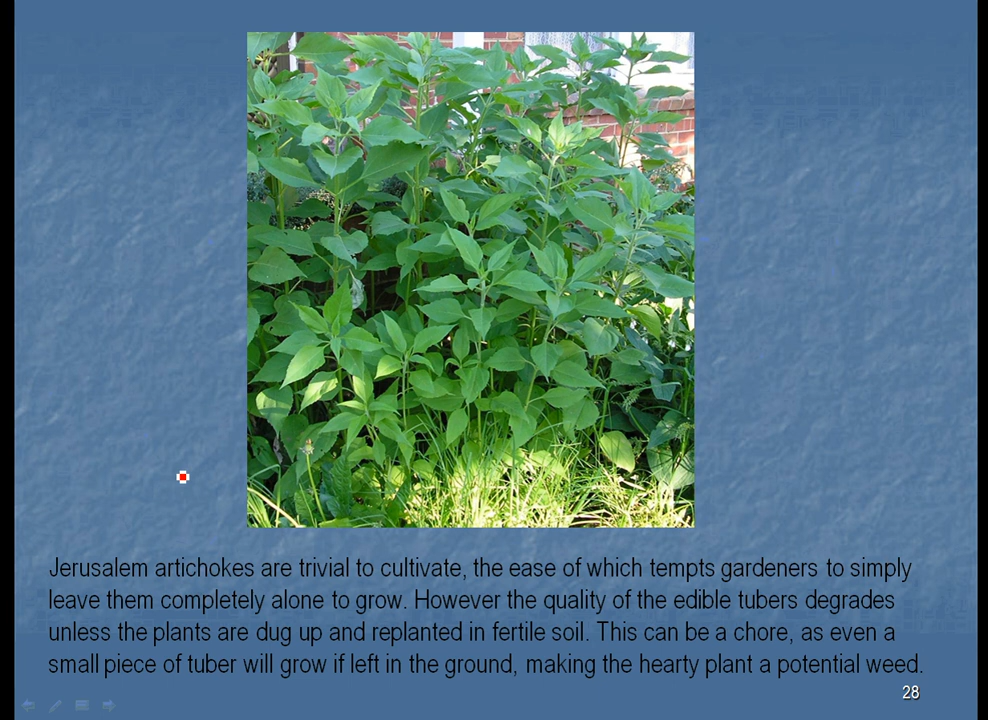 Jerusalem artichokes are trivial to cultivate, the ease of which tempts gardeners to simply
leave them completely alone to grow. However the quality of the edible tubers degrades
unless the plants are dug up and replanted in fertile soil. This can be a chore, as even a
small piece of tuber will grow if left in the ground, making the hearty plant a potential weed.
28